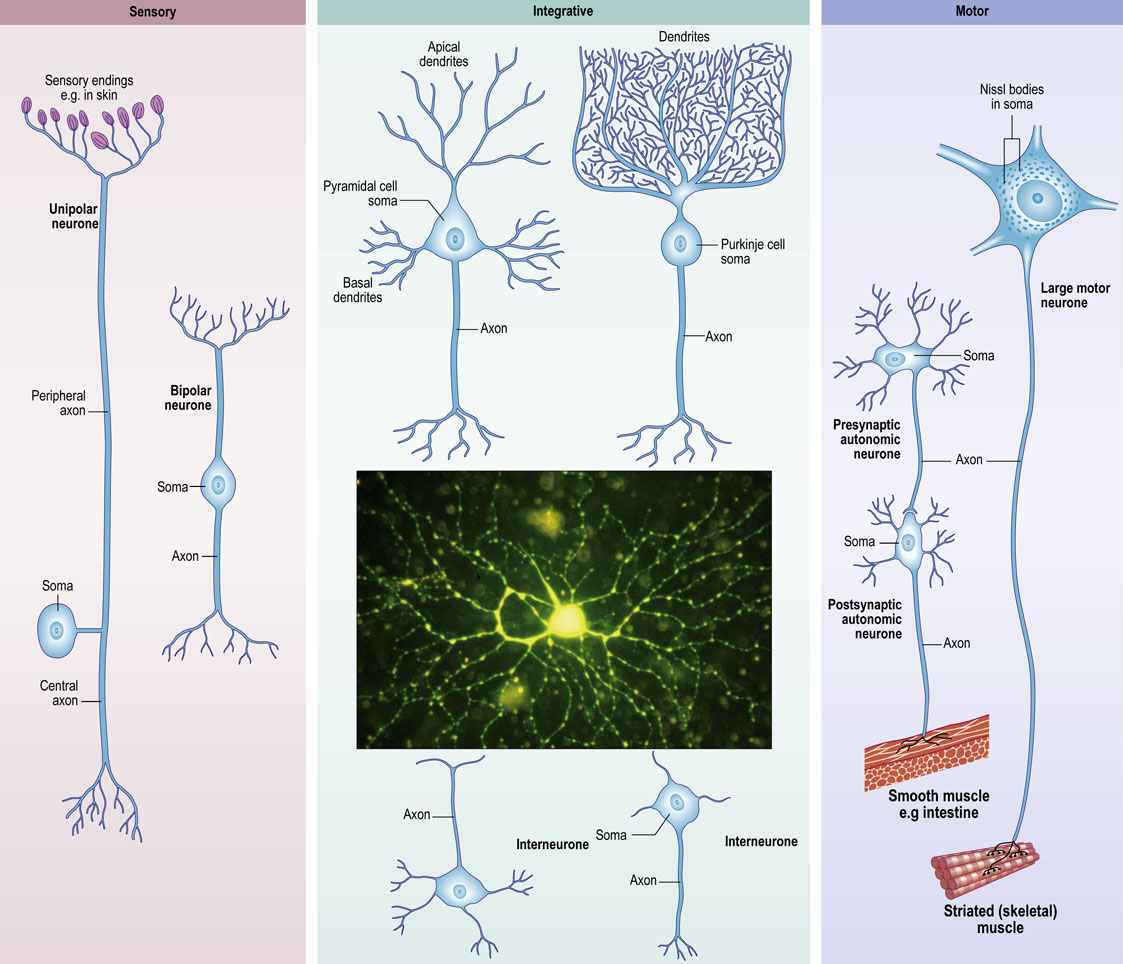 Sensory
Sensory endings
e.g. in skin
Unipolar
neurone
Peripheral
axon
Bipolar
neurone
Soma
Axon
Soma
Central
axon
Integrative
Apical
dendrites
Dendrites
Pyramidal cell
soma
Purkinje cell
soma
Basal
dendrites
Axon
Axon
Axon
Interneurone
Soma
Interneurone
Axon
Motor
Nissl bodies
in soma
Large motor
neurone
Soma
Presynaptic
autonomic
neurone
Axon
Soma
Postsynaptic
autonomic
neurone
Axon
Smooth muscle
e.g intestine
Striated (skeletal)
muscle